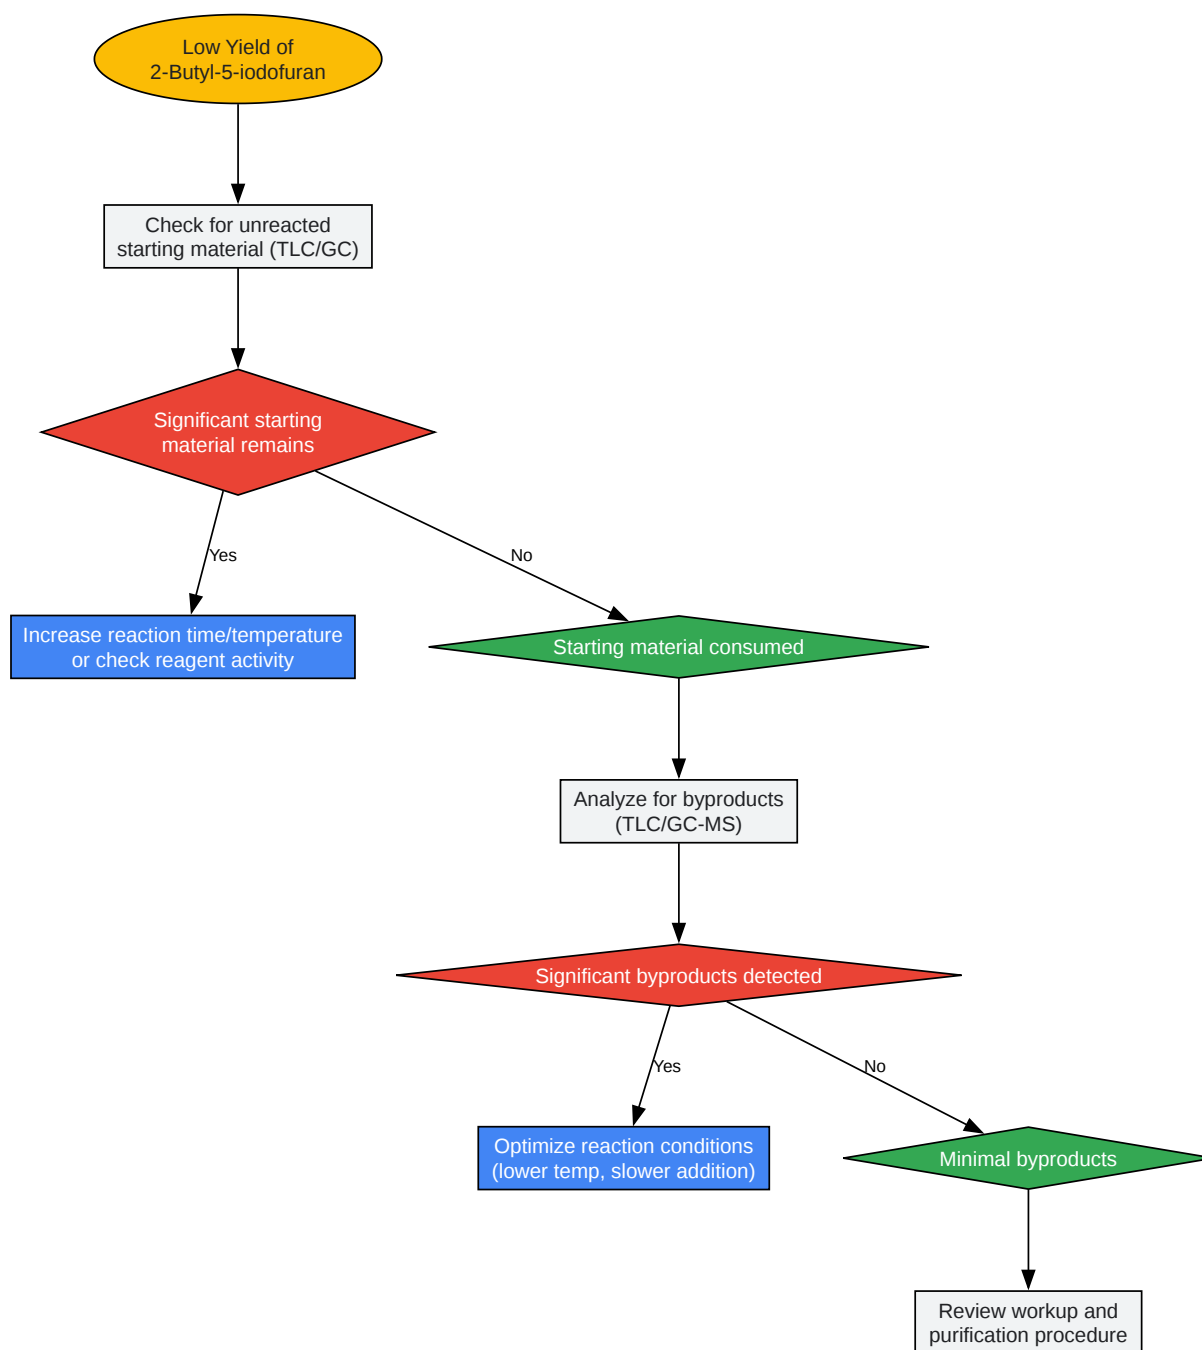 Low Yield of
2-Butyl-5-iodofuran
Check for unreacted
starting material (TLC/GC)
Significant starting
material remains
Yes
No
Increase reaction time/temperature
or check reagent activity
Starting material consumed
Analyze for byproducts
(TLC/GC-MS)
Significant byproducts detected
Yes
No
Optimize reaction conditions
(lower temp, slower addition)
Minimal byproducts
Review workup and
purification procedure